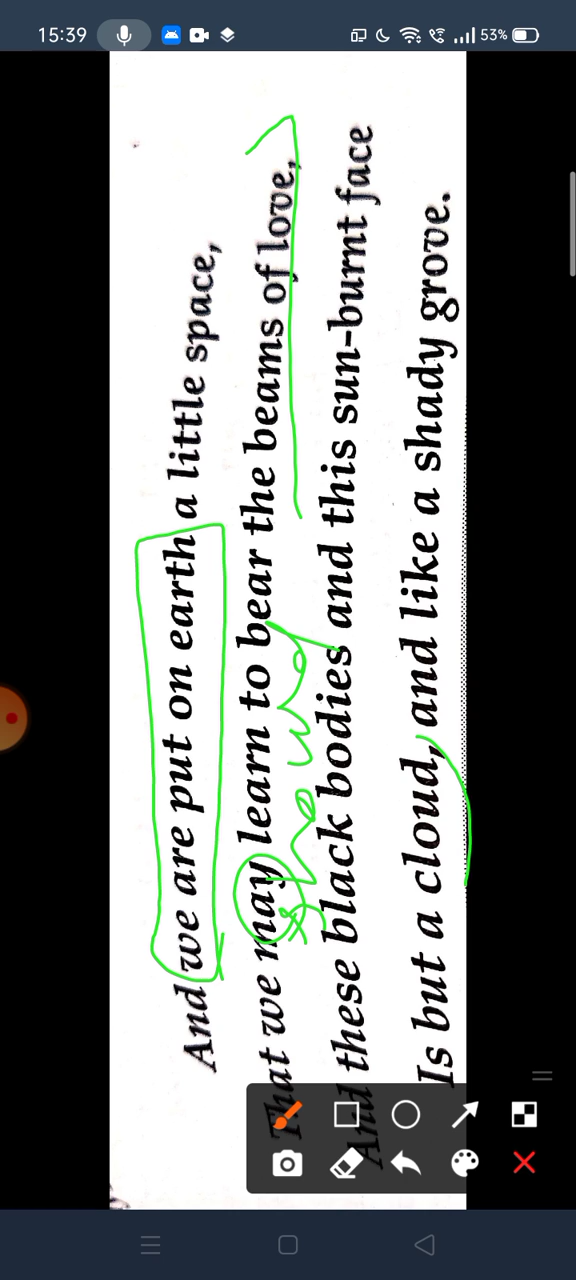 15:39
53%
And we are put on earth a little space,
That we may learn to bear the beams of love,
should
And these black bodies and this sun-burnt face
Is but a cloud, and like a shady grove.